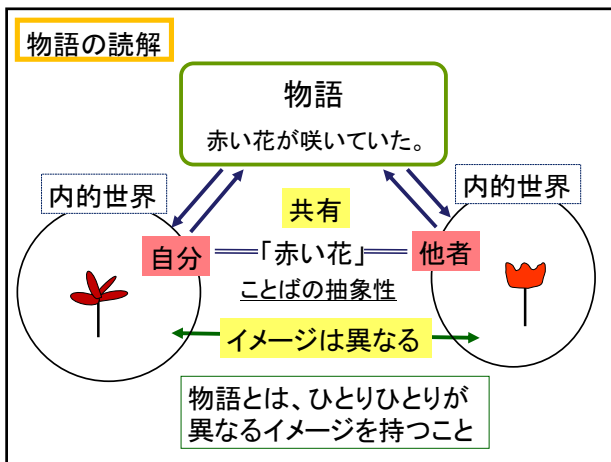 物語の読解
物語
赤い花が咲いていた。
内的世界
内的世界
共有
自分
「赤い花」
他者
ことばの抽象性
イメージは異なる
物語とは、ひとりひとりが
異なるイメージを持つこと